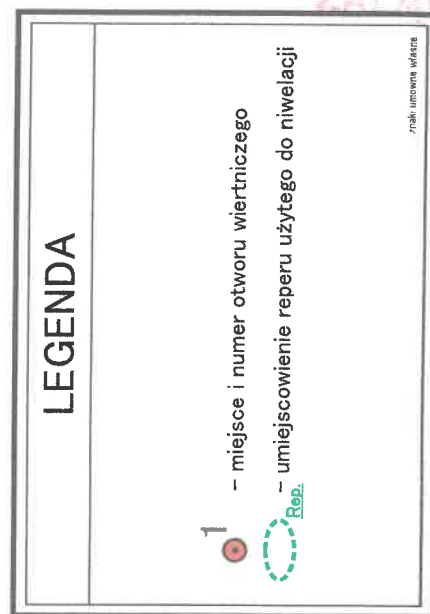 LEGENDA
1 – miejsce i numer otworu wiertniczego
Rep. – umiejscowienie reperu użytego do niwelacji
znaki umowne własne